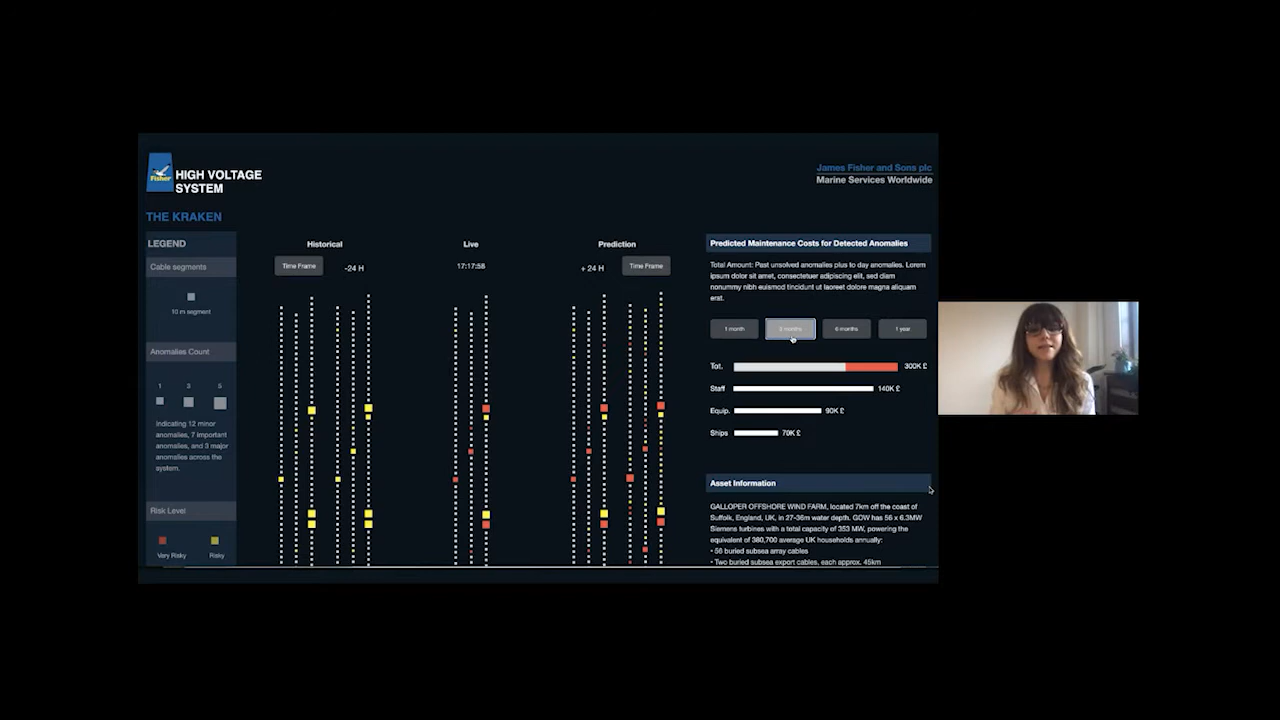 Fisher
HIGH VOLTAGE
SYSTEM
James Fisher and Sons plc
Marine Services Worldwide
THE KRAKEN
LEGEND
Cable segments
10 m segment
Anomalies Count
1 3 5
indicating 12 minor
anomalies, 7 important
anomalies, and 3 major
anomalies across the
system.
Risk Level
Very Risky
Risky
Historical
Time Frame
-24 H
Live
17:17:58
Prediction
+ 24 H
Time Frame
Predicted Maintenance Costs for Detected Anomalies
Total Amount: Past unsolved anomalies plus to day anomalies. Lorem
ipsum dolor sit amet, consectetuer adipiscing elit, sed diam
nonummy nibh euismod tincidunt ut laoreet dolore magna aliquam
erat.
1 month
months
6 months
1 year
Tot. 300K £
Staff 140K £
Equip. 90K £
Ships 70K £
Asset Information
GALLOPER OFFSHORE WIND FARM, located 7km off the coast of
Suffolk, England, UK, in 27-36m water depth. GOW has 56 x 6.3MW
Siemens turbines with a total capacity of 353 MW, powering the
equivalent of 380,700 average UK households annually:
• 56 buried subsea array cables
• Two buried subsea export cables, each approx. 45km